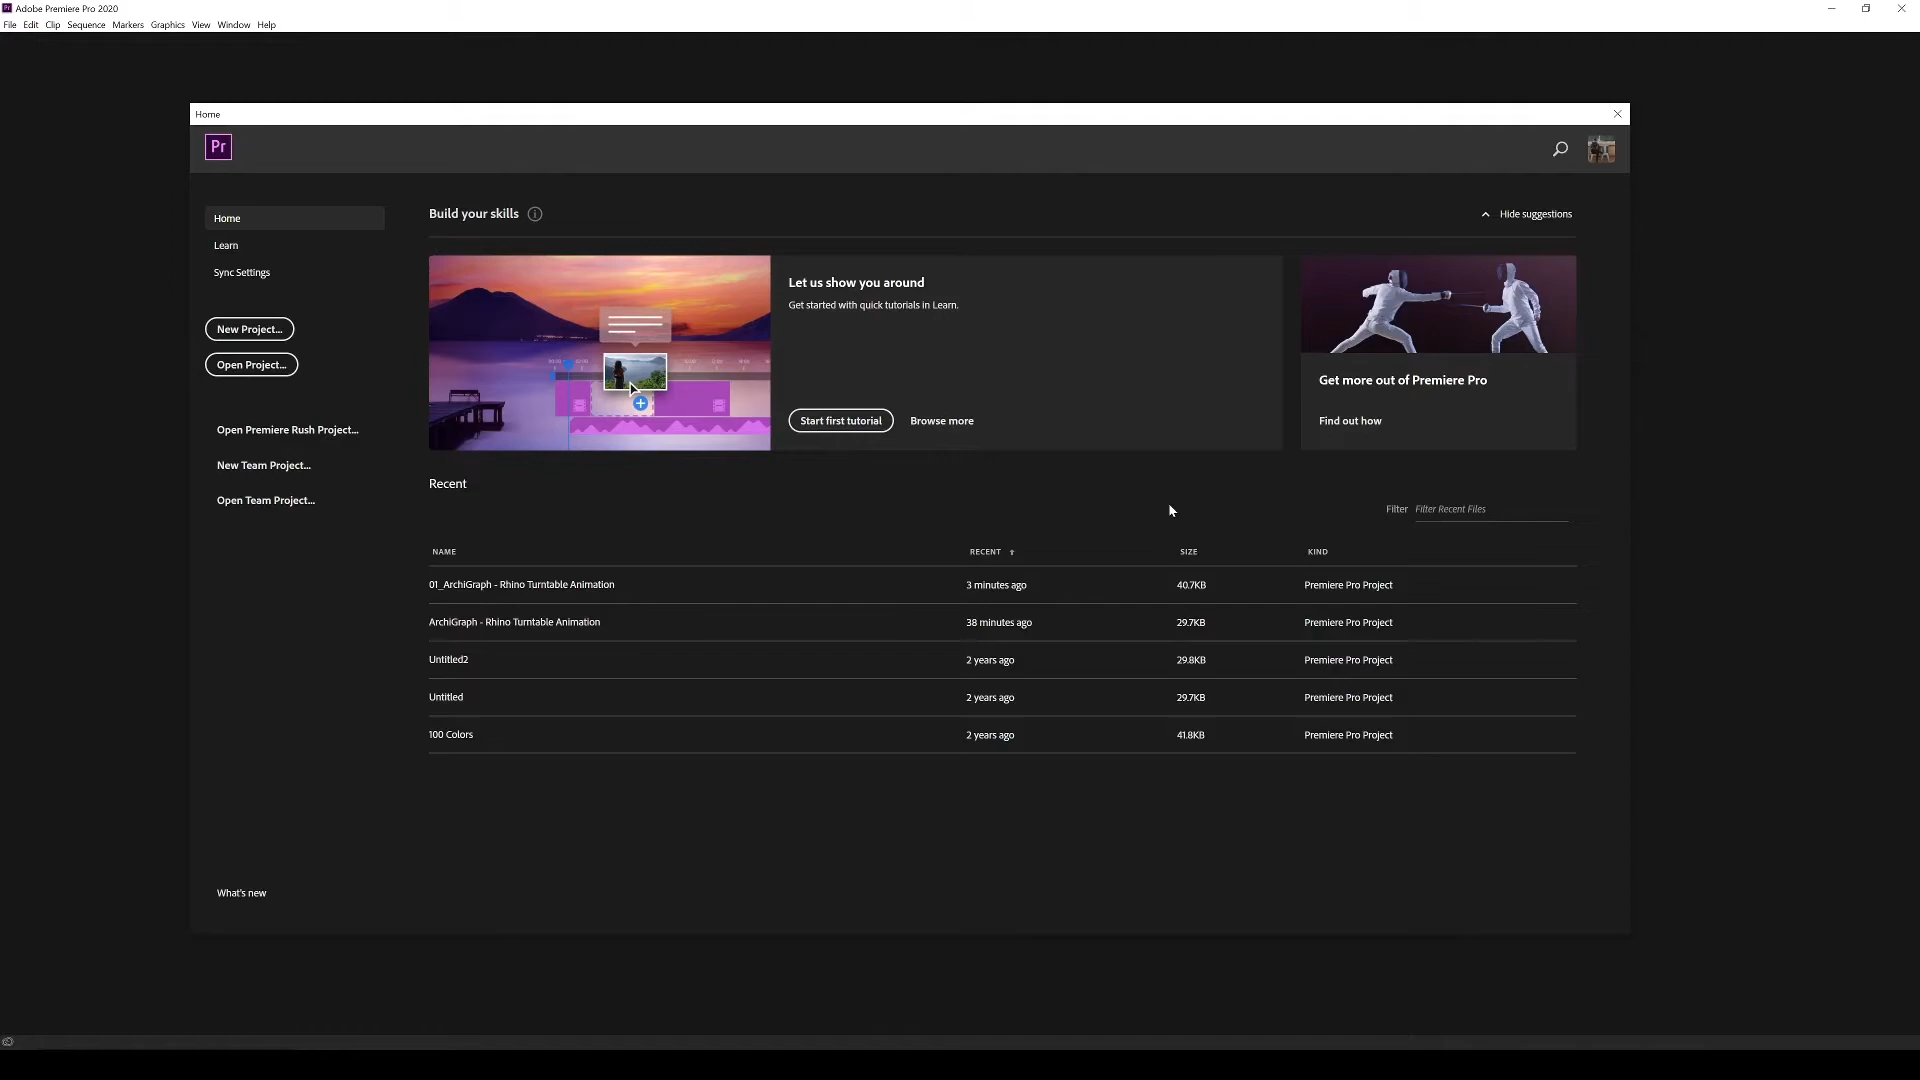 Adobe Premiere Pro 2020
File Edit Clip Sequence Markers Graphics View Window Help
Home
Pr
Home
Learn
Sync Settings
New Project...
Open Project...
Open Premiere Rush Project...
New Team Project...
Open Team Project...
What's new
Build your skills
Hide suggestions
Let us show you around
Get started with quick tutorials in Learn.
Start first tutorial Browse more
Get more out of Premiere Pro
Find out how
Recent
Filter Filter Recent Files
NAME RECENT SIZE KIND
01_ArchiGraph - Rhino Turntable Animation 3 minutes ago 40.7KB Premiere Pro Project
ArchiGraph - Rhino Turntable Animation 38 minutes ago 29.7KB Premiere Pro Project
Untitled2 2 years ago 29.8KB Premiere Pro Project
Untitled 2 years ago 29.7KB Premiere Pro Project
100 Colors 2 years ago 41.8KB Premiere Pro Project